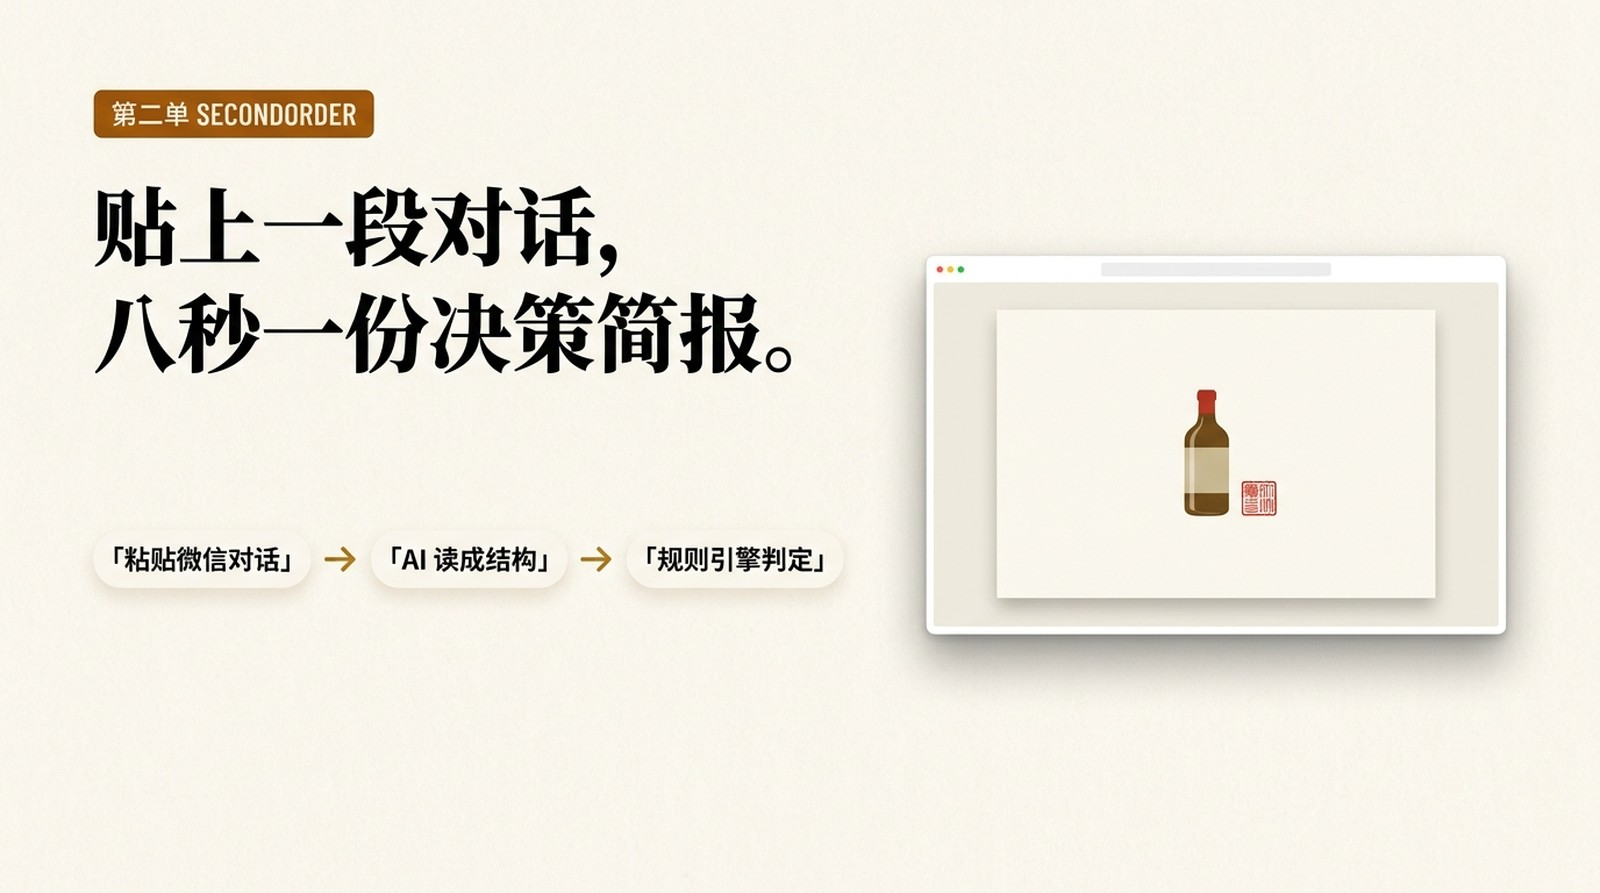 第二单 SECONDORDER
贴上一段对话，
八秒一份决策简报。
「粘贴微信对话」 → 「AI 读成结构」 → 「规则引擎判定」